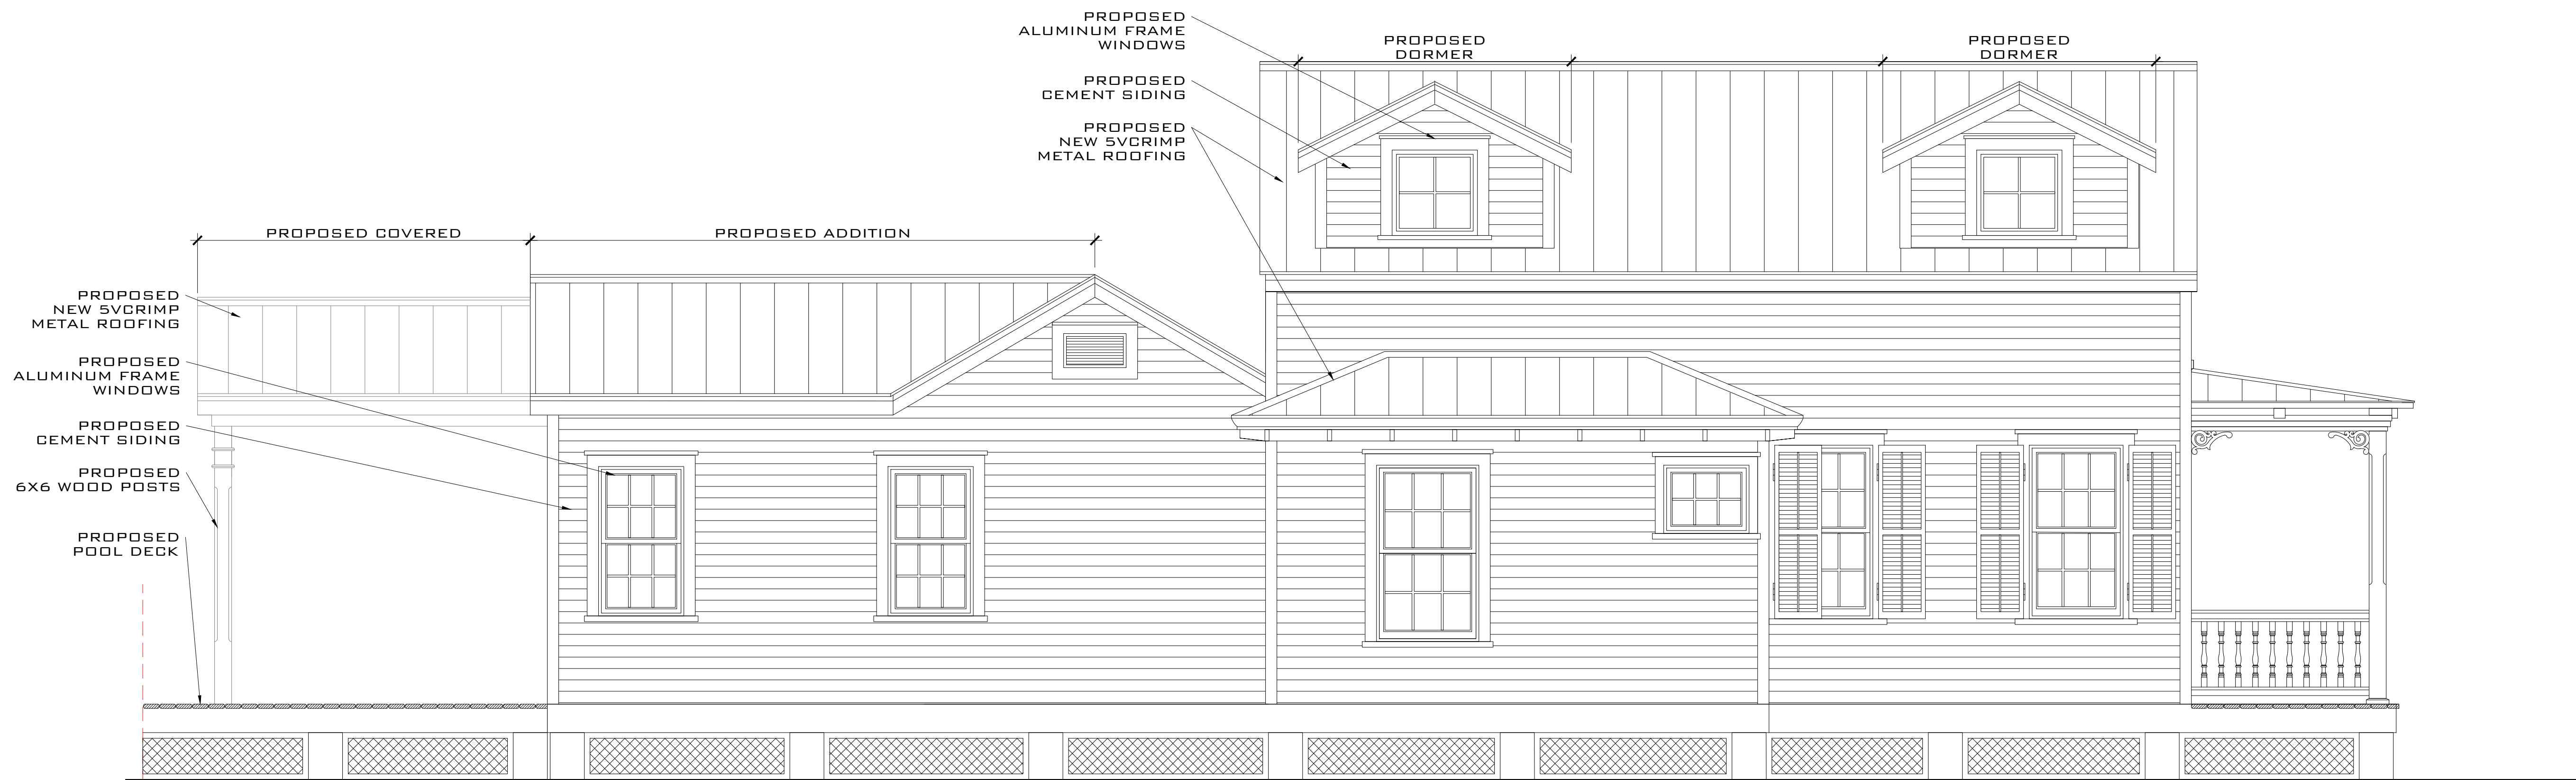 PROPOSED
ALUMINUM FRAME
WINDOWS
PROPOSED
CEMENT SIDING
PROPOSED
NEW 5VCRIMP
METAL ROOFING
PROPOSED
DORMER
PROPOSED
DORMER
PROPOSED COVERED
PROPOSED ADDITION
PROPOSED
NEW 5VCRIMP
METAL ROOFING
PROPOSED
ALUMINUM FRAME
WINDOWS
PROPOSED
CEMENT SIDING
PROPOSED
6X6 WOOD POSTS
PROPOSED
POOL DECK